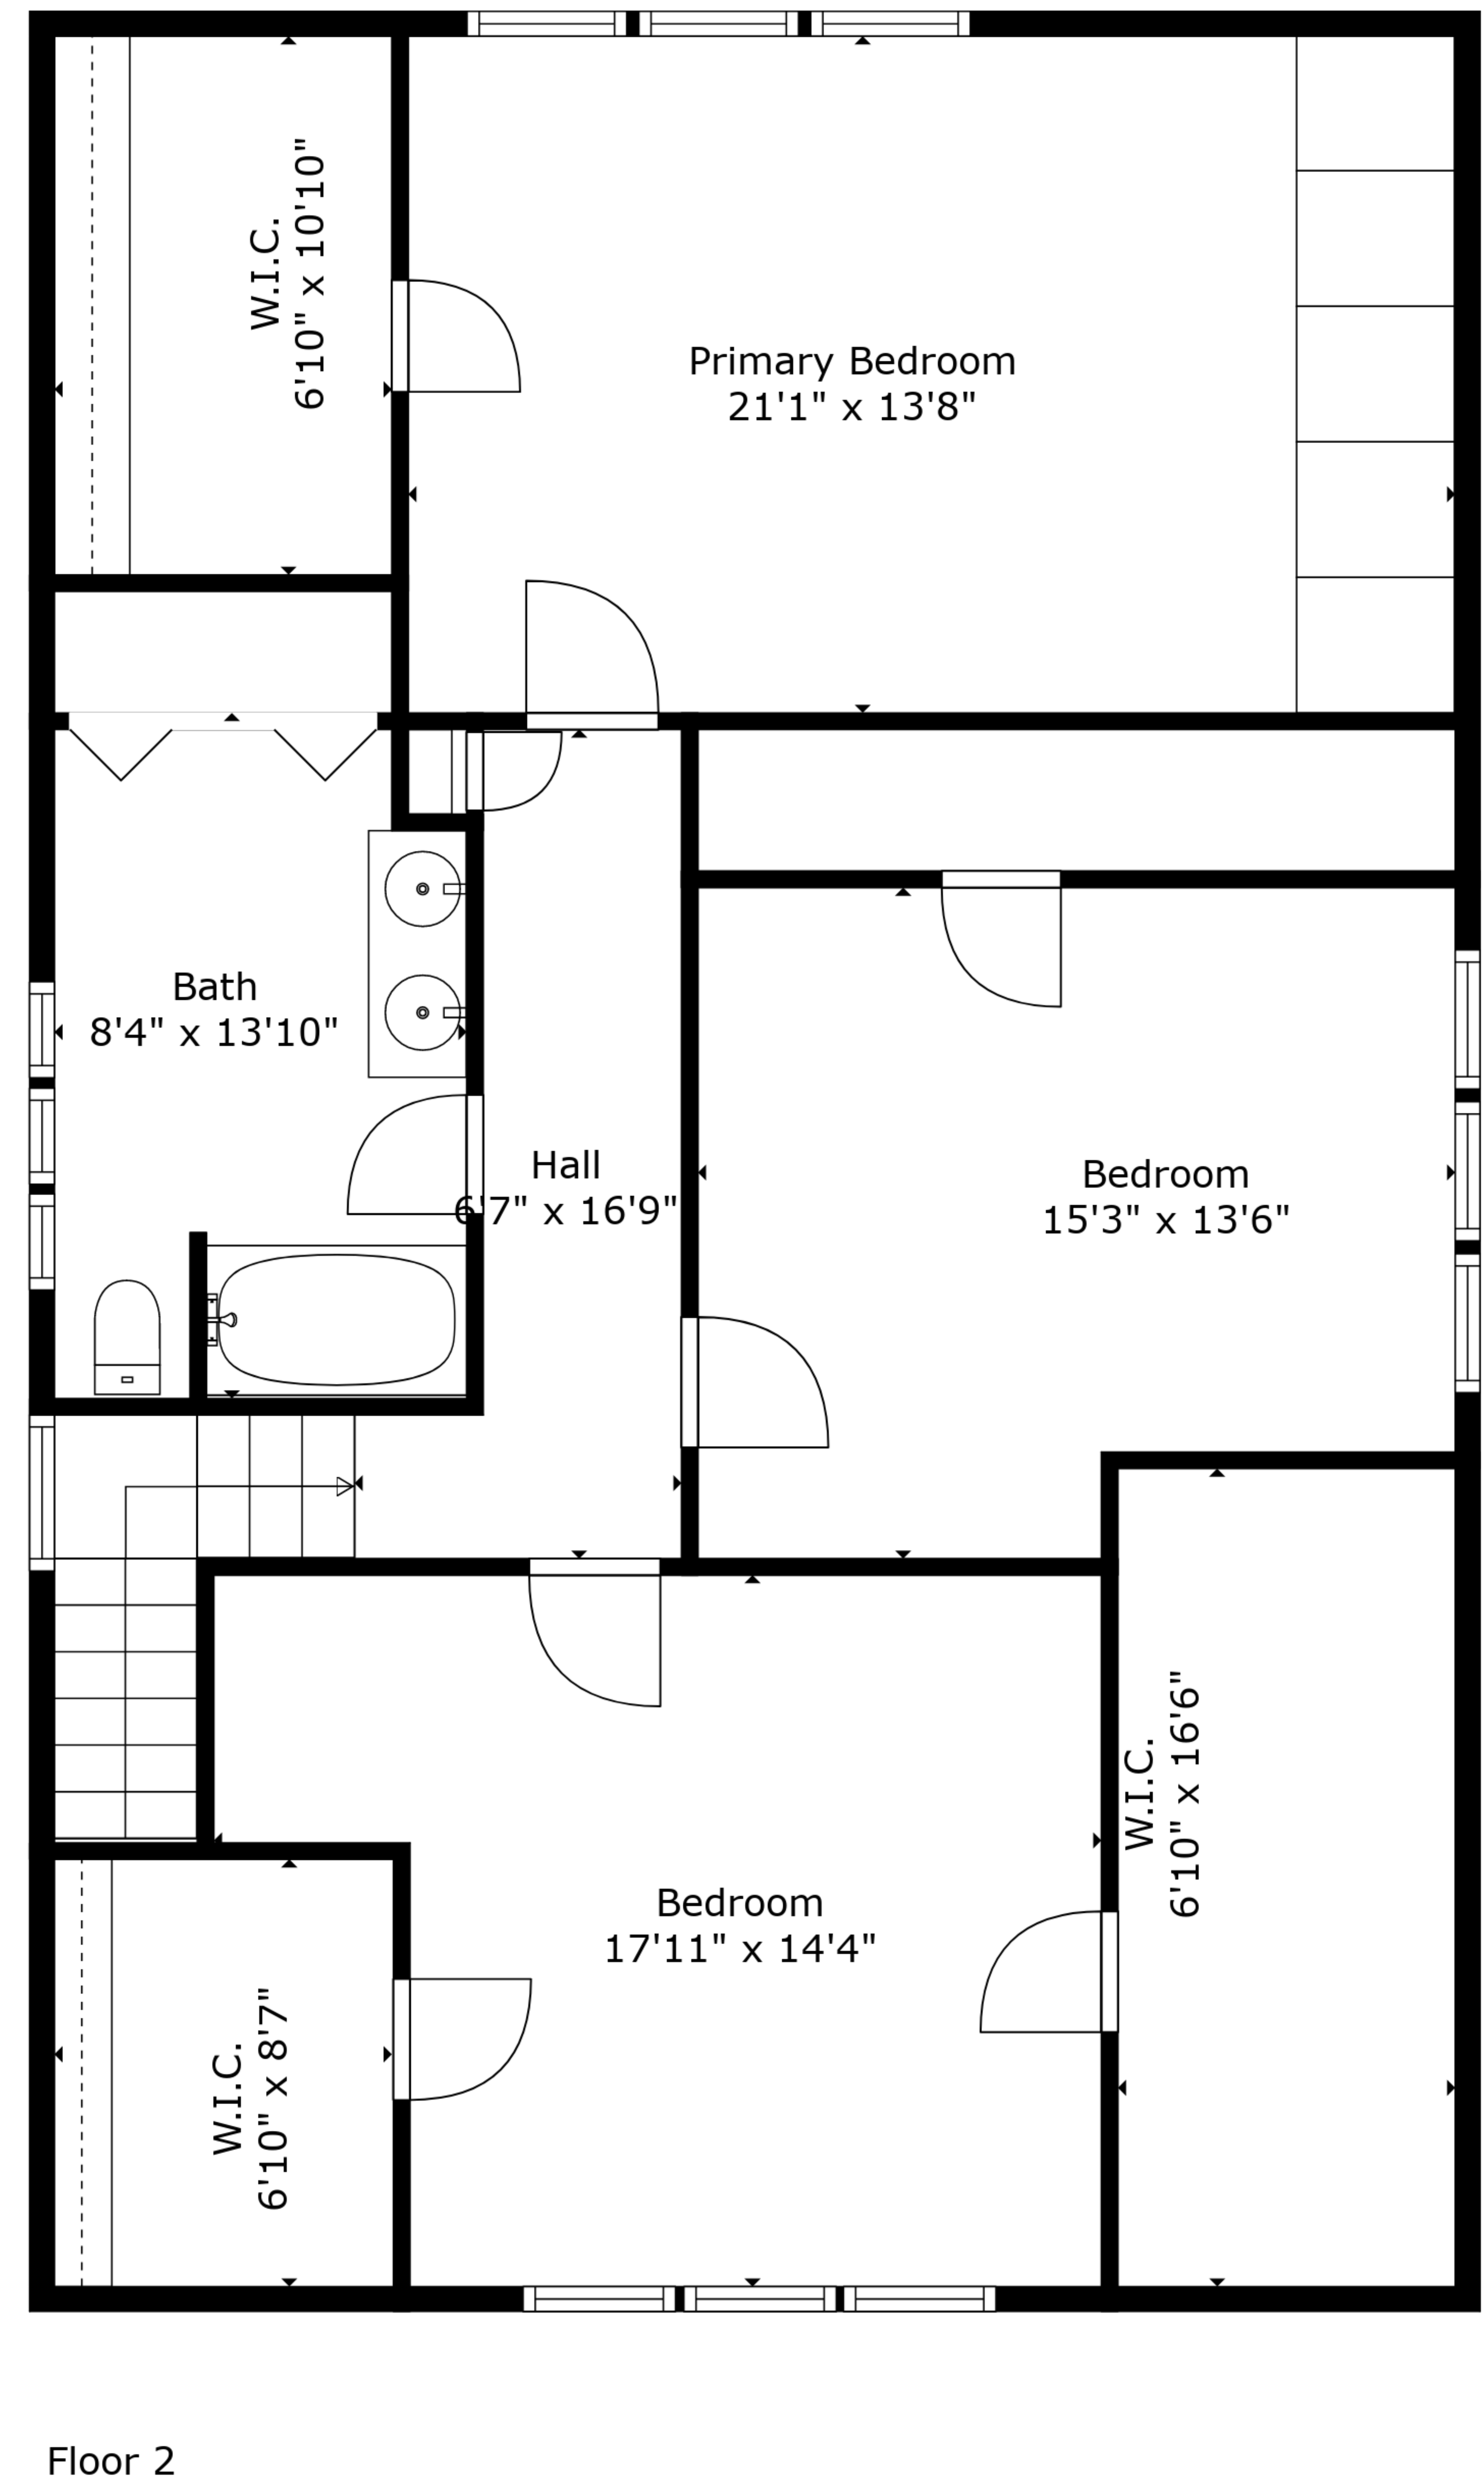 W.I.C.
6'10" x 10'10"
Primary Bedroom
21'1" x 13'8"
Bath
8'4" x 13'10"
Hall
6'7" x 16'9"
Bedroom
15'3" x 13'6"
W.I.C.
6'10" x 16'6"
Bedroom
17'11" x 14'4"
W.I.C.
6'10" x 8'7"
Floor 2